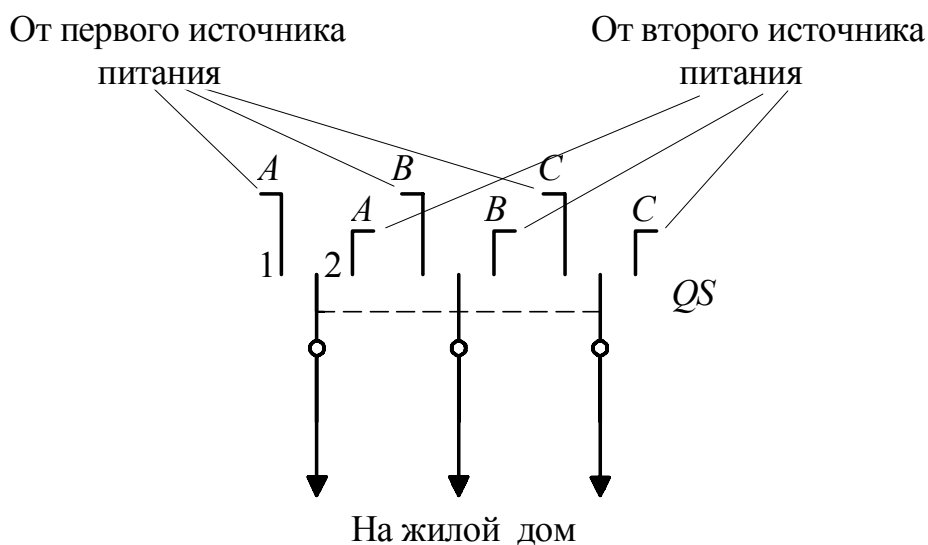 От первого источника
питания
От второго источника
питания
A B C
A B C
1 2
QS
На жилой дом